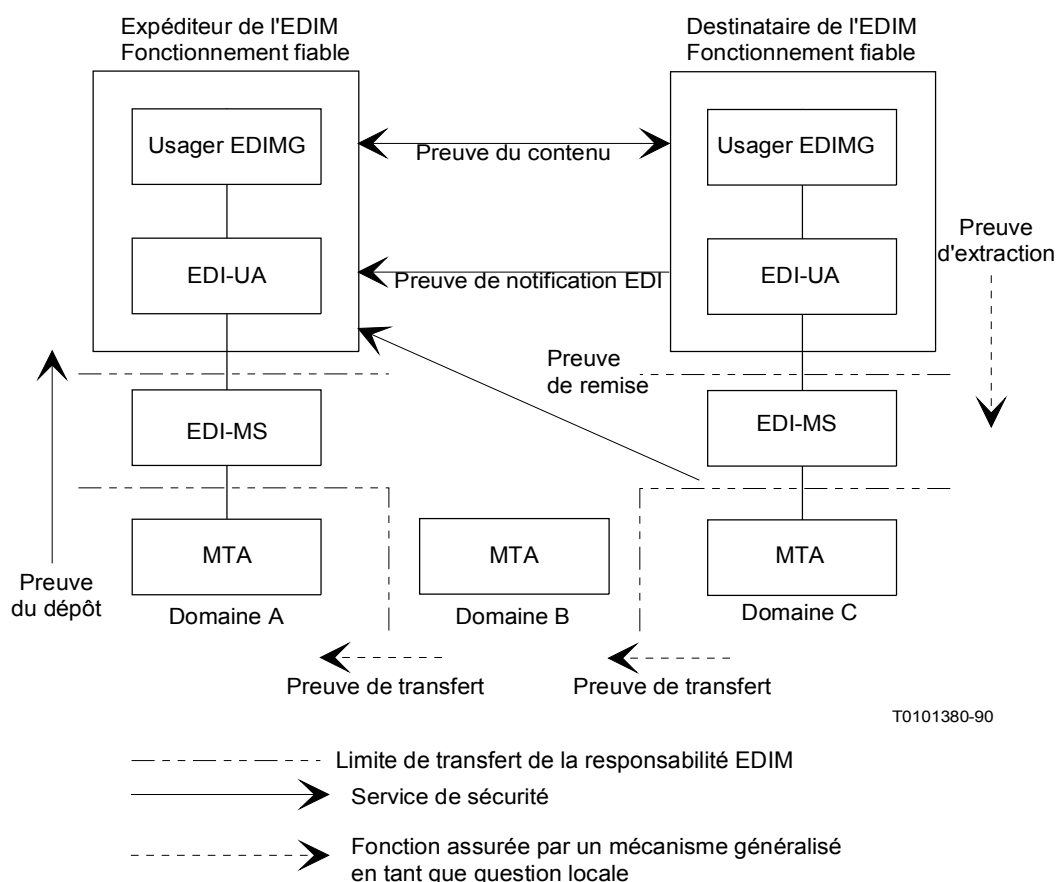 Expéditeur de l'EDIM
Fonctionnement fiable
Destinataire de l'EDIM
Fonctionnement fiable
Usager EDIMG
Preuve du contenu
Usager EDIMG
Preuve
d'extraction
EDI-UA
Preuve de notification EDI
EDI-UA
Preuve
de remise
EDI-MS
EDI-MS
MTA
MTA
MTA
Preuve
du dépôt
Domaine A
Domaine B
Domaine C
Preuve de transfert
Preuve de transfert
T0101380-90
Limite de transfert de la responsabilité EDIM
Service de sécurité
Fonction assurée par un mécanisme généralisé
en tant que question locale